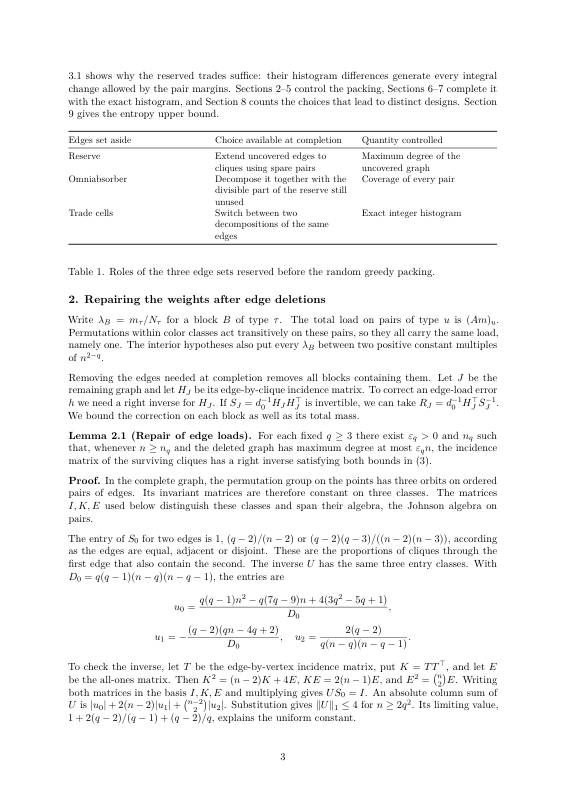 3.1 shows why the reserved trades suffice: their histogram differences generate every integral
change allowed by the pair margins. Sections 2–5 control the packing, Sections 6–7 complete it
with the exact histogram, and Section 8 counts the choices that lead to distinct designs. Section
9 gives the entropy upper bound.
Edges set aside Choice available at completion Quantity controlled
Reserve Extend uncovered edges to cliques using spare pairs Maximum degree of the uncovered graph
Omniabsorber Decompose it together with the divisible part of the reserve still unused Coverage of every pair
Trade cells Switch between two decompositions of the same edges Exact integer histogram
Table 1. Roles of the three edge sets reserved before the random greedy packing.
2. Repairing the weights after edge deletions
Write λ_B = m_τ/N_τ for a block B of type τ. The total load on pairs of type u is (Am)_u.
Permutations within color classes act transitively on these pairs, so they all carry the same load,
namely one. The interior hypotheses also put every λ_B between two positive constant multiples
of n^{2−q}.
Removing the edges needed at completion removes all blocks containing them. Let J be the
remaining graph and let H_J be its edge-by-clique incidence matrix. To correct an edge-load error
h we need a right inverse for H_J. If S_J = d_0^{−1}H_J H_J^⊤ is invertible, we can take R_J = d_0^{−1}H_J^⊤S_J^{−1}.
We bound the correction on each block as well as its total mass.
Lemma 2.1 (Repair of edge loads). For each fixed q ≥ 3 there exist ε_q > 0 and n_q such
that, whenever n ≥ n_q and the deleted graph has maximum degree at most ε_q n, the incidence
matrix of the surviving cliques has a right inverse satisfying both bounds in (3).
Proof. In the complete graph, the permutation group on the points has three orbits on ordered
pairs of edges. Its invariant matrices are therefore constant on three classes. The matrices
I, K, E used below distinguish these classes and span their algebra, the Johnson algebra on
pairs.
The entry of S_0 for two edges is 1, (q − 2)/(n − 2) or (q − 2)(q − 3)/((n − 2)(n − 3)), according
as the edges are equal, adjacent or disjoint. These are the proportions of cliques through the
first edge that also contain the second. The inverse U has the same three entry classes. With
D_0 = q(q − 1)(n − q)(n − q − 1), the entries are
u_0 = (q(q − 1)n^2 − q(7q − 9)n + 4(3q^2 − 5q + 1))/D_0,
u_1 = −(q − 2)(qn − 4q + 2)/D_0, u_2 = 2(q − 2)/(q(n − q)(n − q − 1)).
To check the inverse, let T be the edge-by-vertex incidence matrix, put K = TT^⊤, and let E
be the all-ones matrix. Then K^2 = (n − 2)K + 4E, KE = 2(n − 1)E, and E^2 = \binom{n}{2}E. Writing
both matrices in the basis I, K, E and multiplying gives US_0 = I. An absolute column sum of
U is |u_0| + 2(n − 2)|u_1| + \binom{n−2}{2}|u_2|. Substitution gives ‖U‖_1 ≤ 4 for n ≥ 2q^2. Its limiting value,
1 + 2(q − 2)/(q − 1) + (q − 2)/q, explains the uniform constant.
3